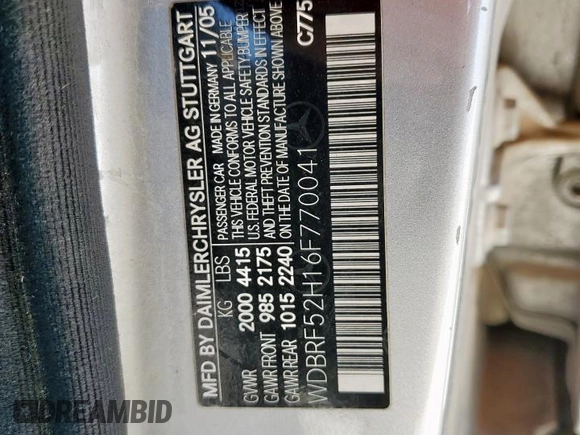 MFD BY DAIMLERCHRYSLER AG STUTTGART
KG LBS PASSENGER CAR MADE IN GERMANY 11/05
THIS VEHICLE CONFORMS TO ALL APPLICABLE
GVWR 2000 4415 U.S. FEDERAL MOTOR VEHICLE SAFETY BUMPER
GAWR FRONT 985 2175 AND THEFT PREVENTION STANDARDS IN EFFECT
GAWR REAR 1015 2240 ON THE DATE OF MANUFACTURE SHOWN ABOVE
WDBRF52H16F770041 C775
DREAMBID